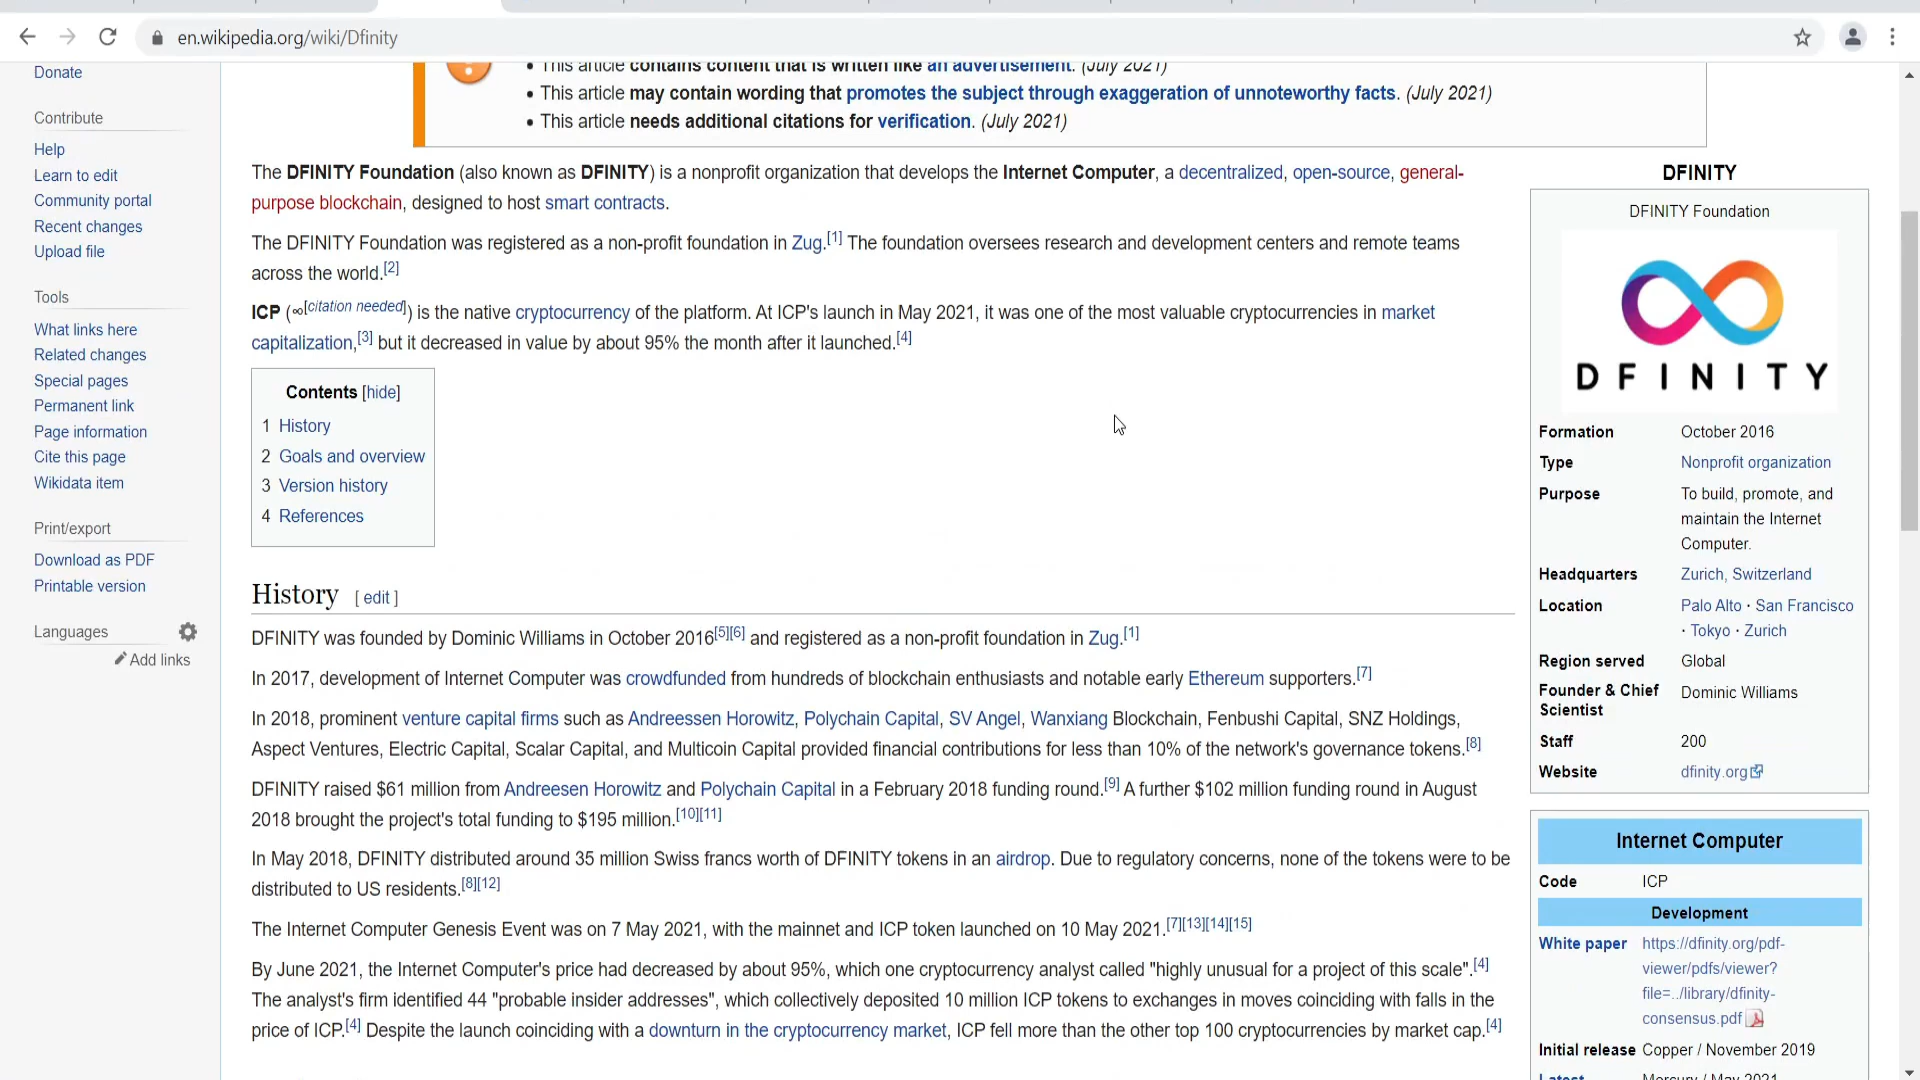 en.wikipedia.org/wiki/Dfinity
Donate
Contribute
Help
Learn to edit
Community portal
Recent changes
Upload file
Tools
What links here
Related changes
Special pages
Permanent link
Page information
Cite this page
Wikidata item
Print/export
Download as PDF
Printable version
Languages
Add links
• This article contains content that is written like an advertisement. (July 2021)
• This article may contain wording that promotes the subject through exaggeration of unnoteworthy facts. (July 2021)
• This article needs additional citations for verification. (July 2021)
The DFINITY Foundation (also known as DFINITY) is a nonprofit organization that develops the Internet Computer, a decentralized, open-source, general-
purpose blockchain, designed to host smart contracts.
The DFINITY Foundation was registered as a non-profit foundation in Zug.[1] The foundation oversees research and development centers and remote teams
across the world.[2]
ICP (∞[citation needed]) is the native cryptocurrency of the platform. At ICP's launch in May 2021, it was one of the most valuable cryptocurrencies in market
capitalization,[3] but it decreased in value by about 95% the month after it launched.[4]
Contents [hide]
1 History
2 Goals and overview
3 Version history
4 References
History [ edit ]
DFINITY was founded by Dominic Williams in October 2016[5][6] and registered as a non-profit foundation in Zug.[1]
In 2017, development of Internet Computer was crowdfunded from hundreds of blockchain enthusiasts and notable early Ethereum supporters.[7]
In 2018, prominent venture capital firms such as Andreessen Horowitz, Polychain Capital, SV Angel, Wanxiang Blockchain, Fenbushi Capital, SNZ Holdings,
Aspect Ventures, Electric Capital, Scalar Capital, and Multicoin Capital provided financial contributions for less than 10% of the network's governance tokens.[8]
DFINITY raised $61 million from Andreesen Horowitz and Polychain Capital in a February 2018 funding round.[9] A further $102 million funding round in August
2018 brought the project's total funding to $195 million.[10][11]
In May 2018, DFINITY distributed around 35 million Swiss francs worth of DFINITY tokens in an airdrop. Due to regulatory concerns, none of the tokens were to be
distributed to US residents.[8][12]
The Internet Computer Genesis Event was on 7 May 2021, with the mainnet and ICP token launched on 10 May 2021.[7][13][14][15]
By June 2021, the Internet Computer's price had decreased by about 95%, which one cryptocurrency analyst called "highly unusual for a project of this scale".[4]
The analyst's firm identified 44 "probable insider addresses", which collectively deposited 10 million ICP tokens to exchanges in moves coinciding with falls in the
price of ICP.[4] Despite the launch coinciding with a downturn in the cryptocurrency market, ICP fell more than the other top 100 cryptocurrencies by market cap.[4]
DFINITY
DFINITY Foundation
DFINITY
Formation October 2016
Type Nonprofit organization
Purpose To build, promote, and
maintain the Internet
Computer.
Headquarters Zurich, Switzerland
Location Palo Alto · San Francisco
· Tokyo · Zurich
Region served Global
Founder & Chief Dominic Williams
Scientist
Staff 200
Website dfinity.org
Internet Computer
Code ICP
Development
White paper https://dfinity.org/pdf-
viewer/pdfs/viewer?
file=../library/dfinity-
consensus.pdf
Initial release Copper / November 2019
Latest Mercury / May 2021